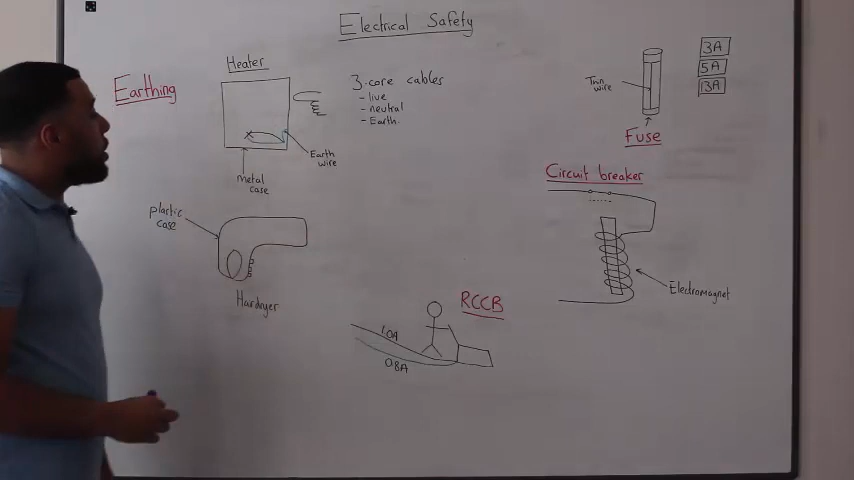 Electrical Safety
Earthing
Heater
3-core cables
- live
- neutral
- Earth.
Earth
wire
metal
case
plastic
case
Hardryer
RCCB
1.0A
0.8A
Thin
wire
3A
5A
13A
Fuse
Circuit breaker
Electromagnet